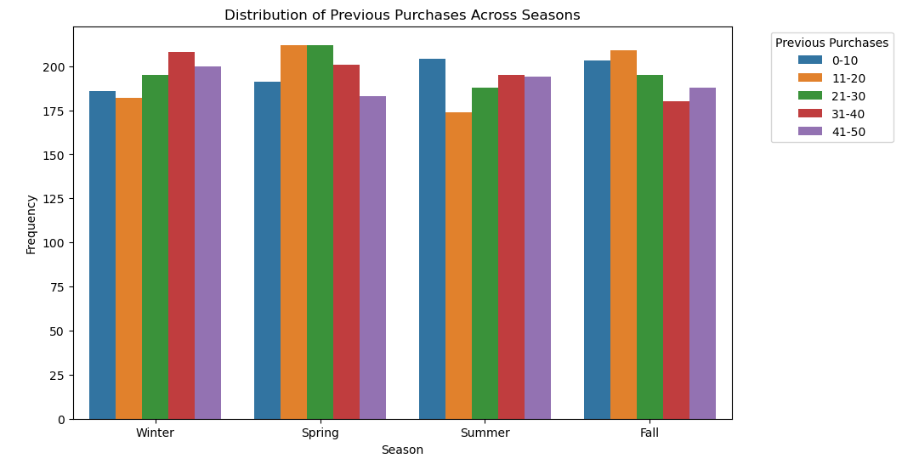 Distribution of Previous Purchases Across Seasons
Previous Purchases
0-10
11-20
21-30
31-40
41-50
Frequency
200
175
150
125
100
75
50
25
0
Winter
Spring
Summer
Fall
Season